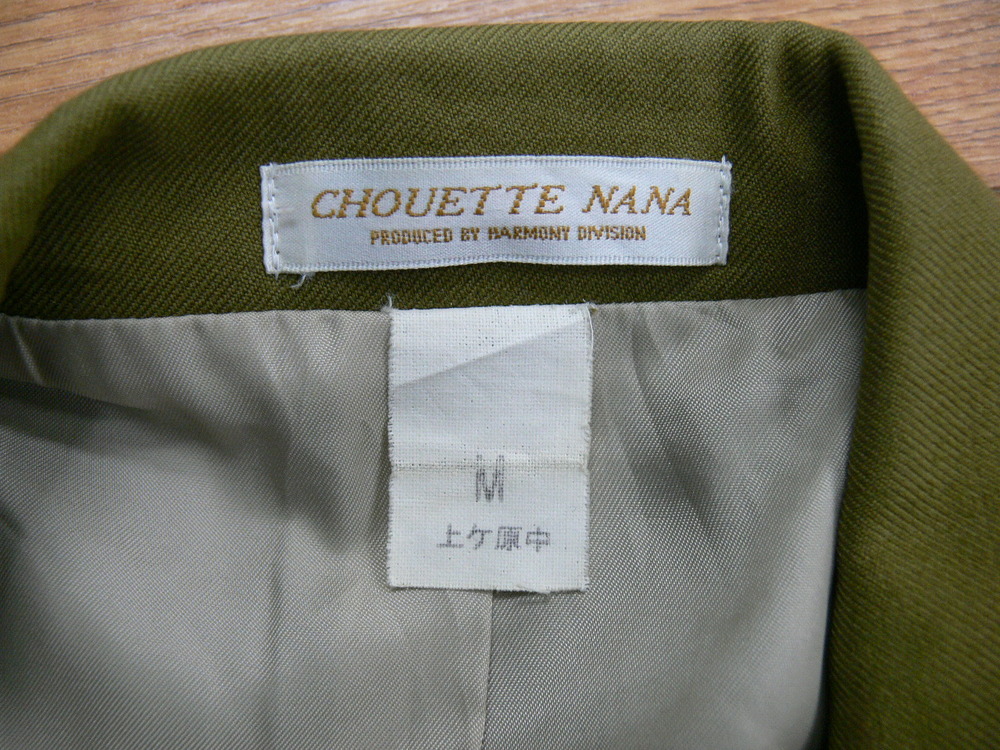 CHOUETTE NANA
PRODUCED BY HARMONY DIVISION
M
上ケ原中